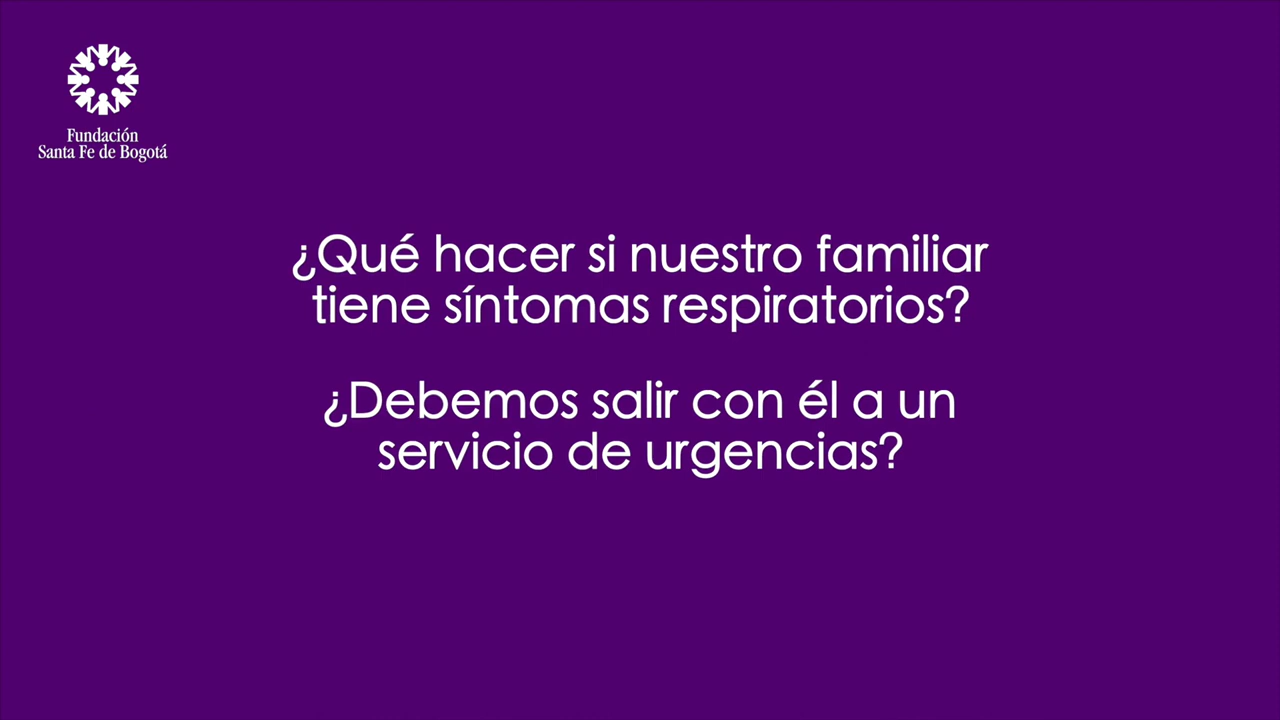 Fundación
Santa Fe de Bogotá
¿Qué hacer si nuestro familiar
tiene síntomas respiratorios?
¿Debemos salir con él a un
servicio de urgencias?